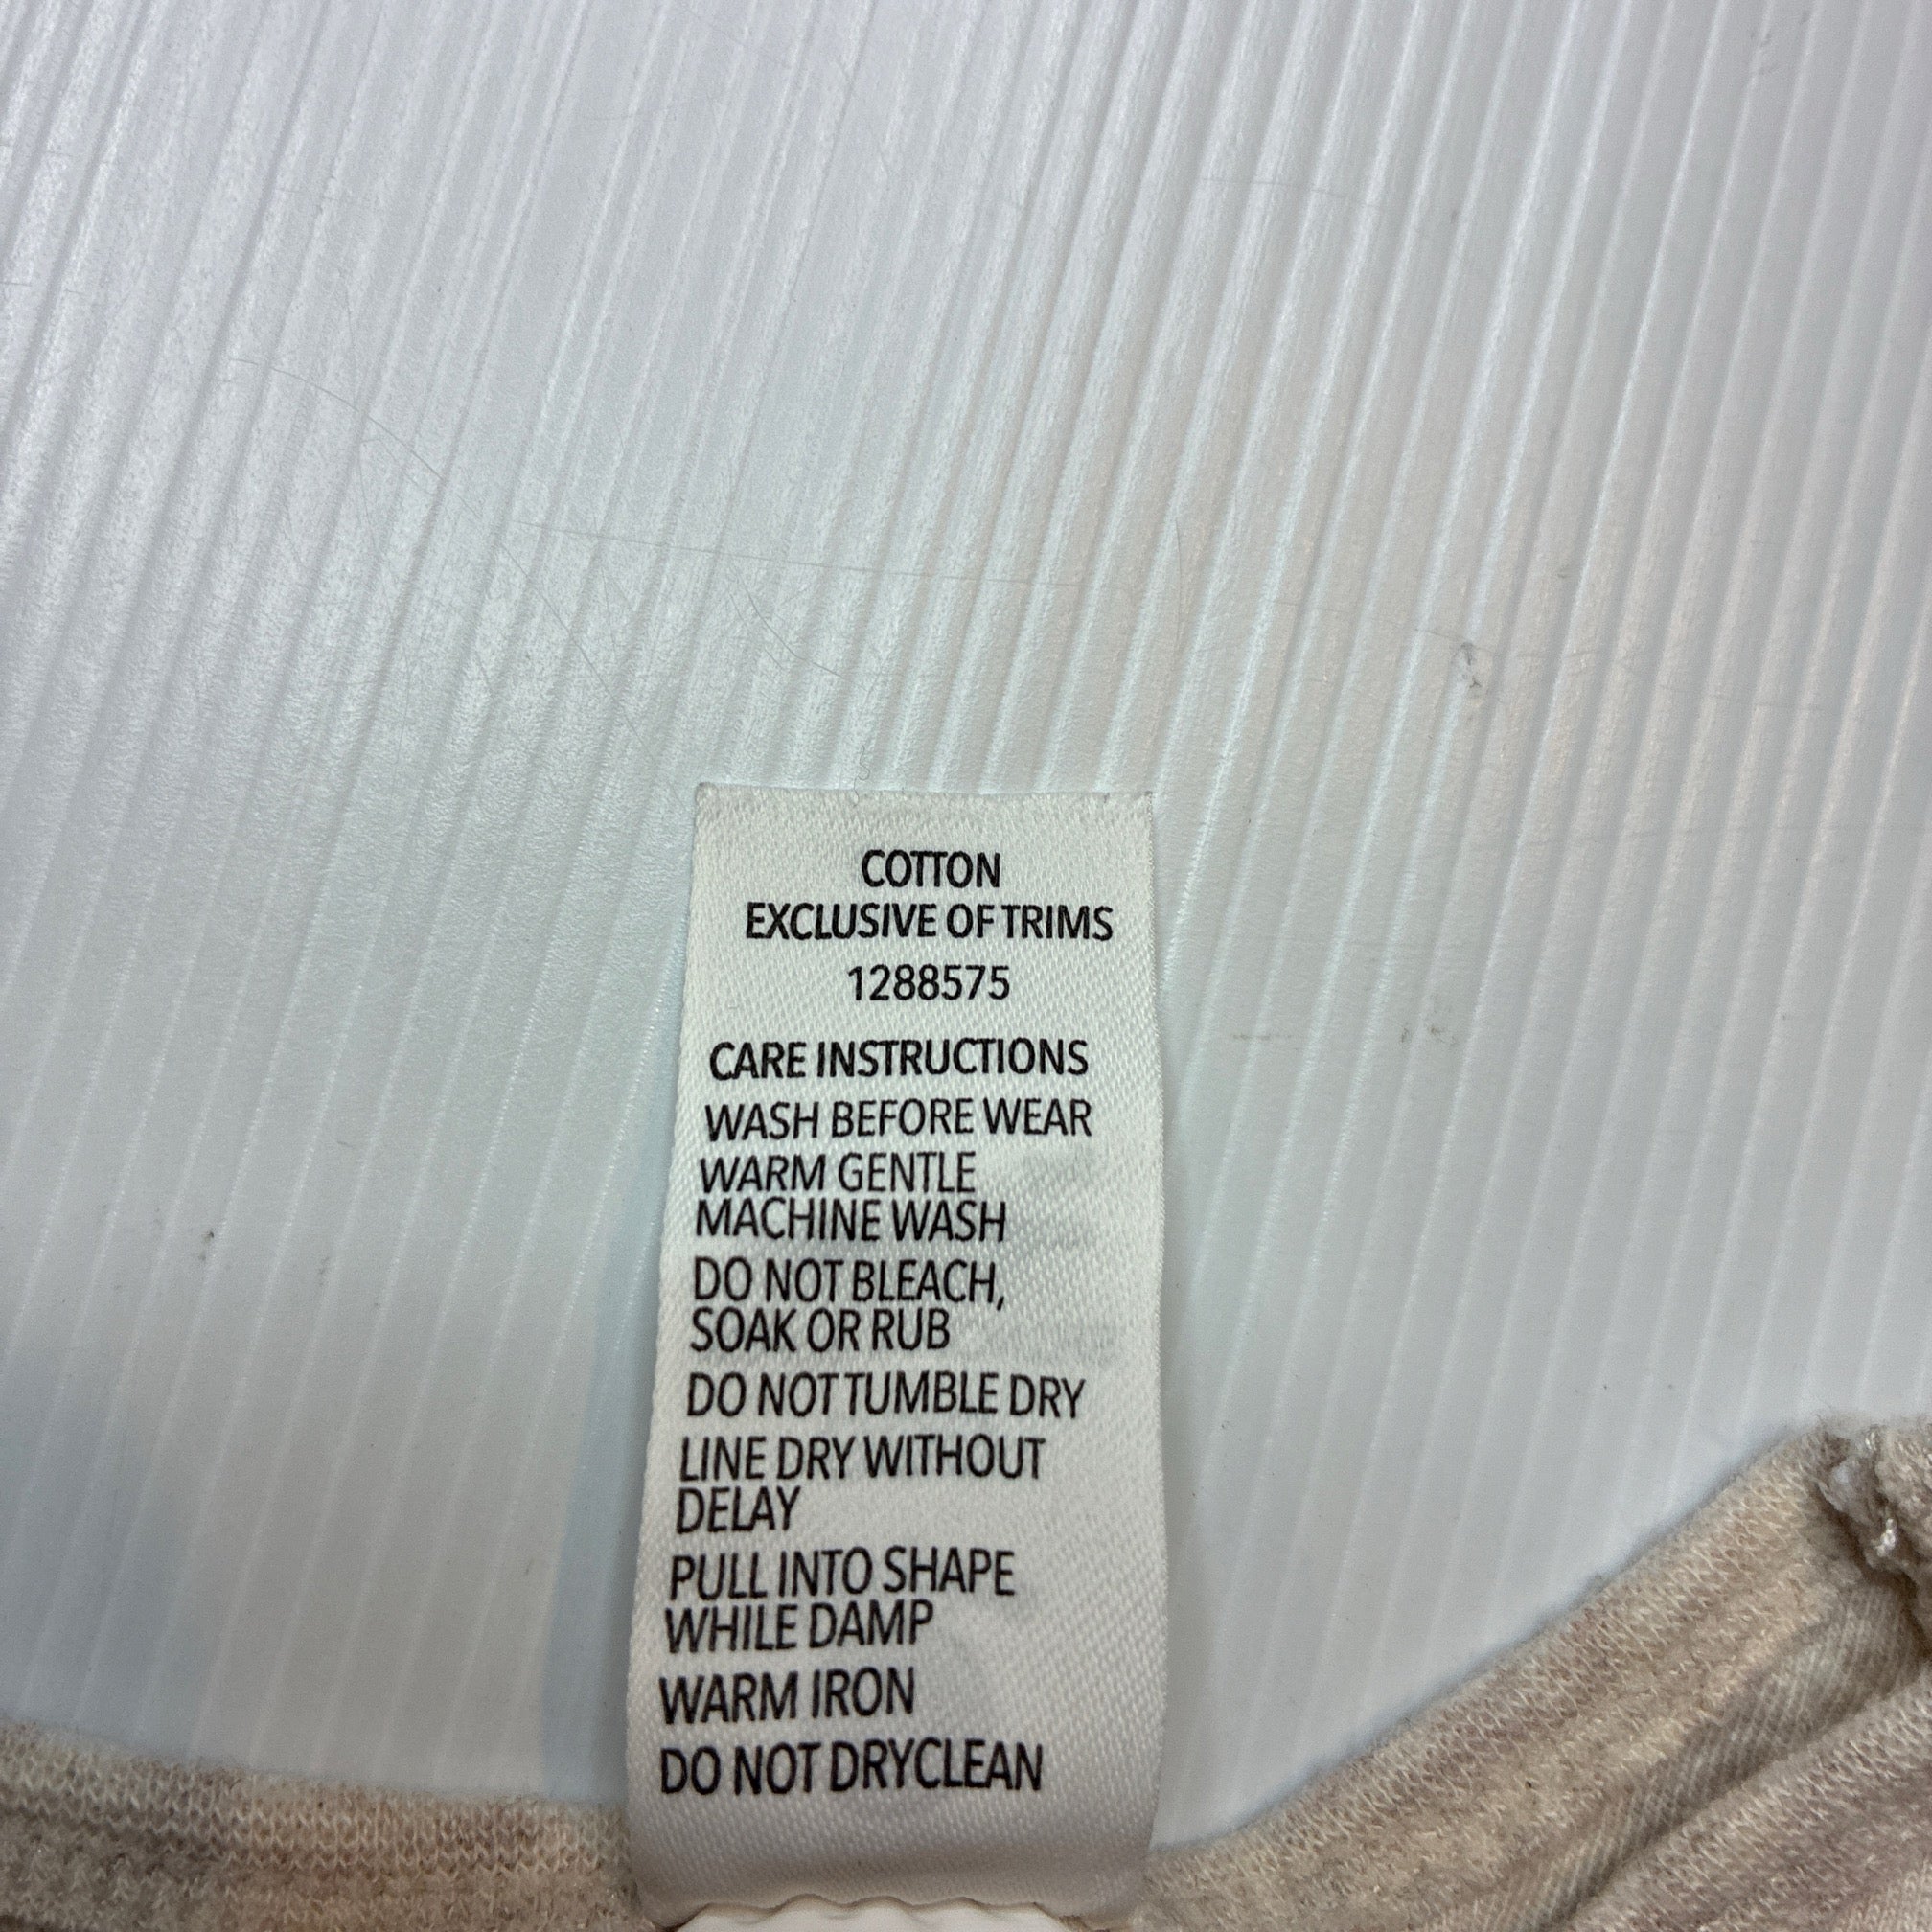 COTTON
EXCLUSIVE OF TRIMS
1288575
CARE INSTRUCTIONS
WASH BEFORE WEAR
WARM GENTLE
MACHINE WASH
DO NOT BLEACH,
SOAK OR RUB
DO NOT TUMBLE DRY
LINE DRY WITHOUT
DELAY
PULL INTO SHAPE
WHILE DAMP
WARM IRON
DO NOT DRYCLEAN